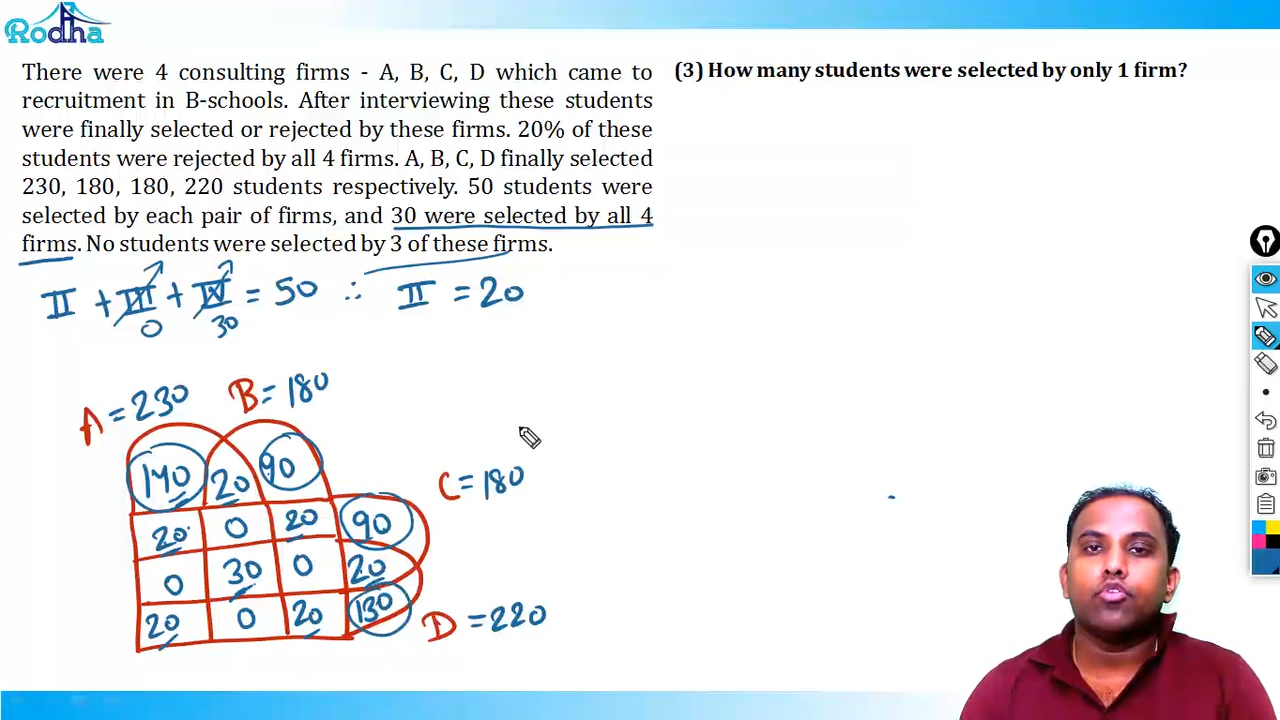 Rodha
There were 4 consulting firms - A, B, C, D which came to
recruitment in B-schools. After interviewing these students
were finally selected or rejected by these firms. 20% of these
students were rejected by all 4 firms. A, B, C, D finally selected
230, 180, 180, 220 students respectively. 50 students were
selected by each pair of firms, and 30 were selected by all 4
firms. No students were selected by 3 of these firms.
(3) How many students were selected by only 1 firm?
II + III + IV = 50 ∴ II = 20
0 30
A = 230 B = 180
140 20 90
C = 180
20 0 20 90
0 30 0 20
20 0 20 130
D = 220